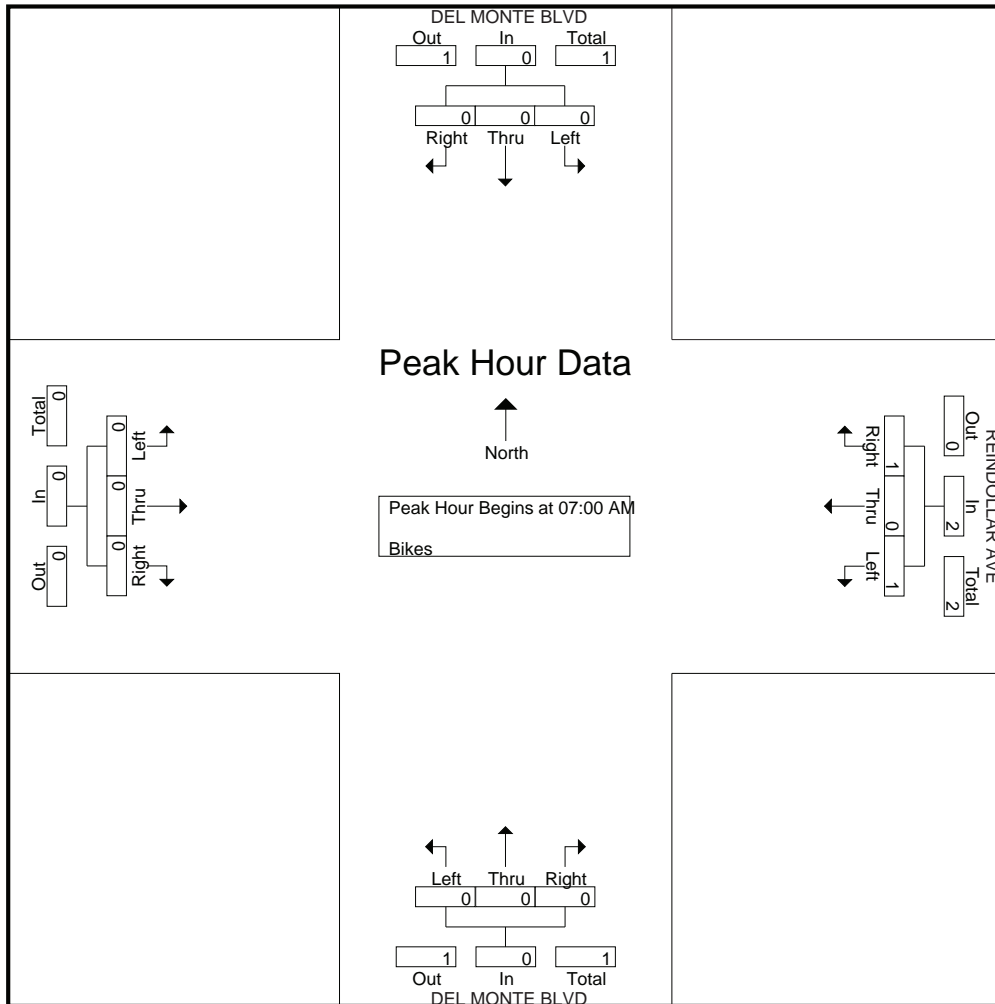 DEL MONTE BLVD
Out In Total
1 0 1
0 0 0
Right Thru Left
Peak Hour Data
North
Peak Hour Begins at 07:00 AM
Bikes
Total In Out
0 0 0
0 0 0
Left Thru Right
Right Thru Left
1 0 1
Out In Total
0 2 2
REINDOLLAR AVE
Left Thru Right
0 0 0
1 0 1
Out In Total
DEL MONTE BLVD